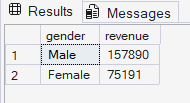 Results Messages
gender revenue
1 Male 157890
2 Female 75191